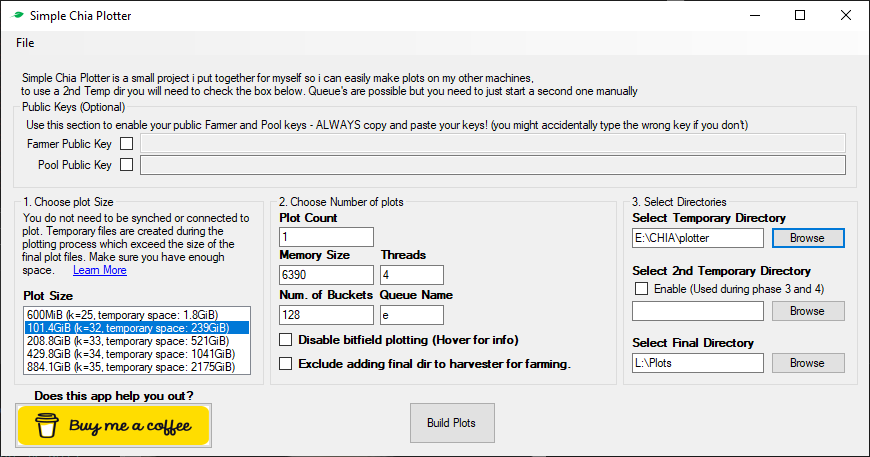 Simple Chia Plotter
File
Simple Chia Plotter is a small project i put together for myself so i can easily make plots on my other machines,
to use a 2nd Temp dir you will need to check the box below. Queue's are possible but you need to just start a second one manually
Public Keys (Optional)
Use this section to enable your public Farmer and Pool keys - ALWAYS copy and paste your keys! (you might accidentally type the wrong key if you don't)
Farmer Public Key
Pool Public Key
1. Choose plot Size
You do not need to be synched or connected to
plot. Temporary files are created during the
plotting process which exceed the size of the
final plot files. Make sure you have enough
space. Learn More
Plot Size
600MiB (k=25, temporary space: 1.8GiB)
101.4GiB (k=32, temporary space: 239GiB)
208.8GiB (k=33, temporary space: 521GiB)
429.8GiB (k=34, temporary space: 1041GiB)
884.1GiB (k=35, temporary space: 2175GiB)
2. Choose Number of plots
Plot Count
1
Memory Size Threads
6390 4
Num. of Buckets Queue Name
128 e
Disable bitfield plotting (Hover for info)
Exclude adding final dir to harvester for farming.
3. Select Directories
Select Temporary Directory
E:\CHIA\plotter Browse
Select 2nd Temporary Directory
Enable (Used during phase 3 and 4)
Browse
Select Final Directory
L:\Plots Browse
Does this app help you out?
Buy me a coffee
Build Plots